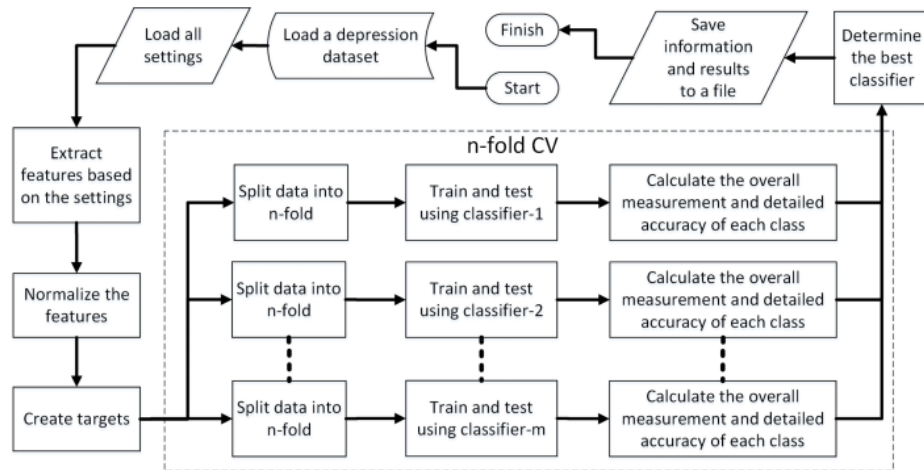 Start
Load a depression
dataset
Load all
settings
Extract
features based
on the settings
Normalize the
features
Create targets
n-fold CV
Split data into
n-fold
Train and test
using classifier-1
Calculate the overall
measurement and detailed
accuracy of each class
Split data into
n-fold
Train and test
using classifier-2
Calculate the overall
measurement and detailed
accuracy of each class
Split data into
n-fold
Train and test
using classifier-m
Calculate the overall
measurement and detailed
accuracy of each class
Determine
the best
classifier
Save
information
and results
to a file
Finish